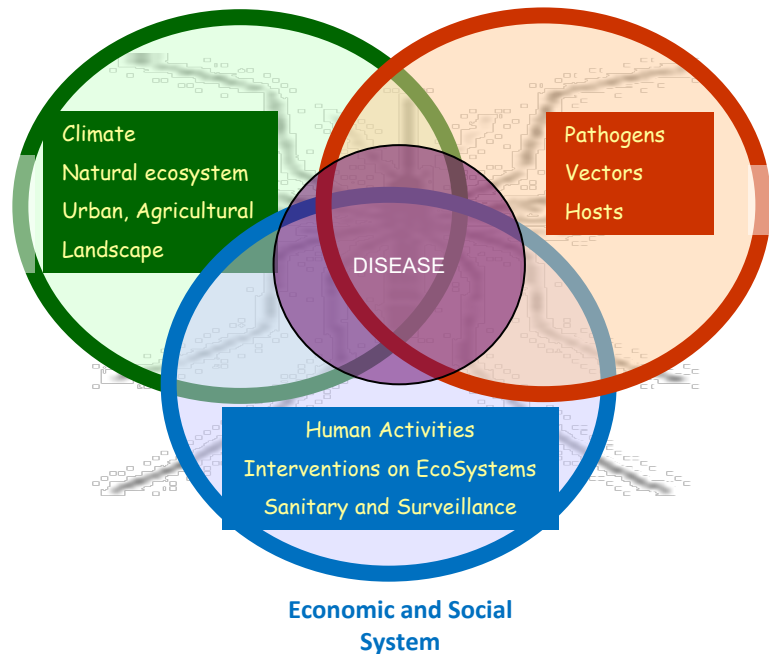 Climate
Natural ecosystem
Urban, Agricultural
Landscape
Pathogens
Vectors
Hosts
DISEASE
Human Activities
Interventions on EcoSystems
Sanitary and Surveillance
Economic and Social
System